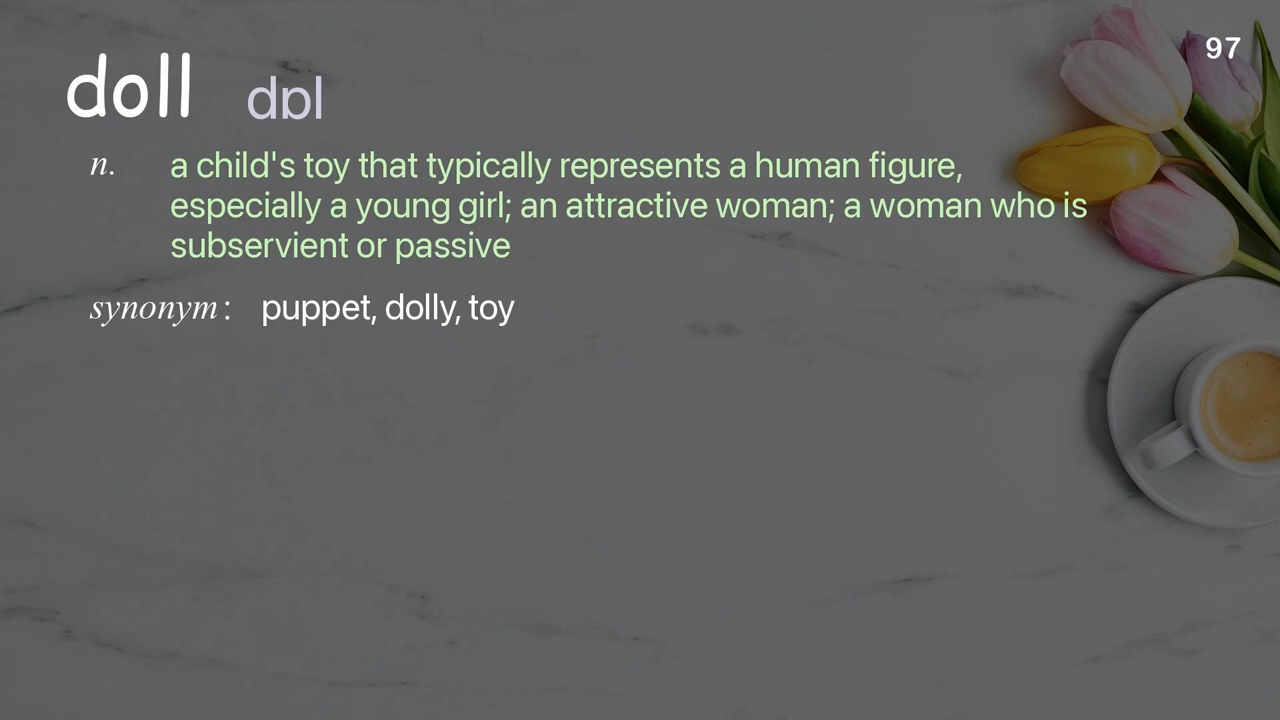 97
doll dɒl
n. a child's toy that typically represents a human figure,
especially a young girl; an attractive woman; a woman who is
subservient or passive
synonym: puppet, dolly, toy